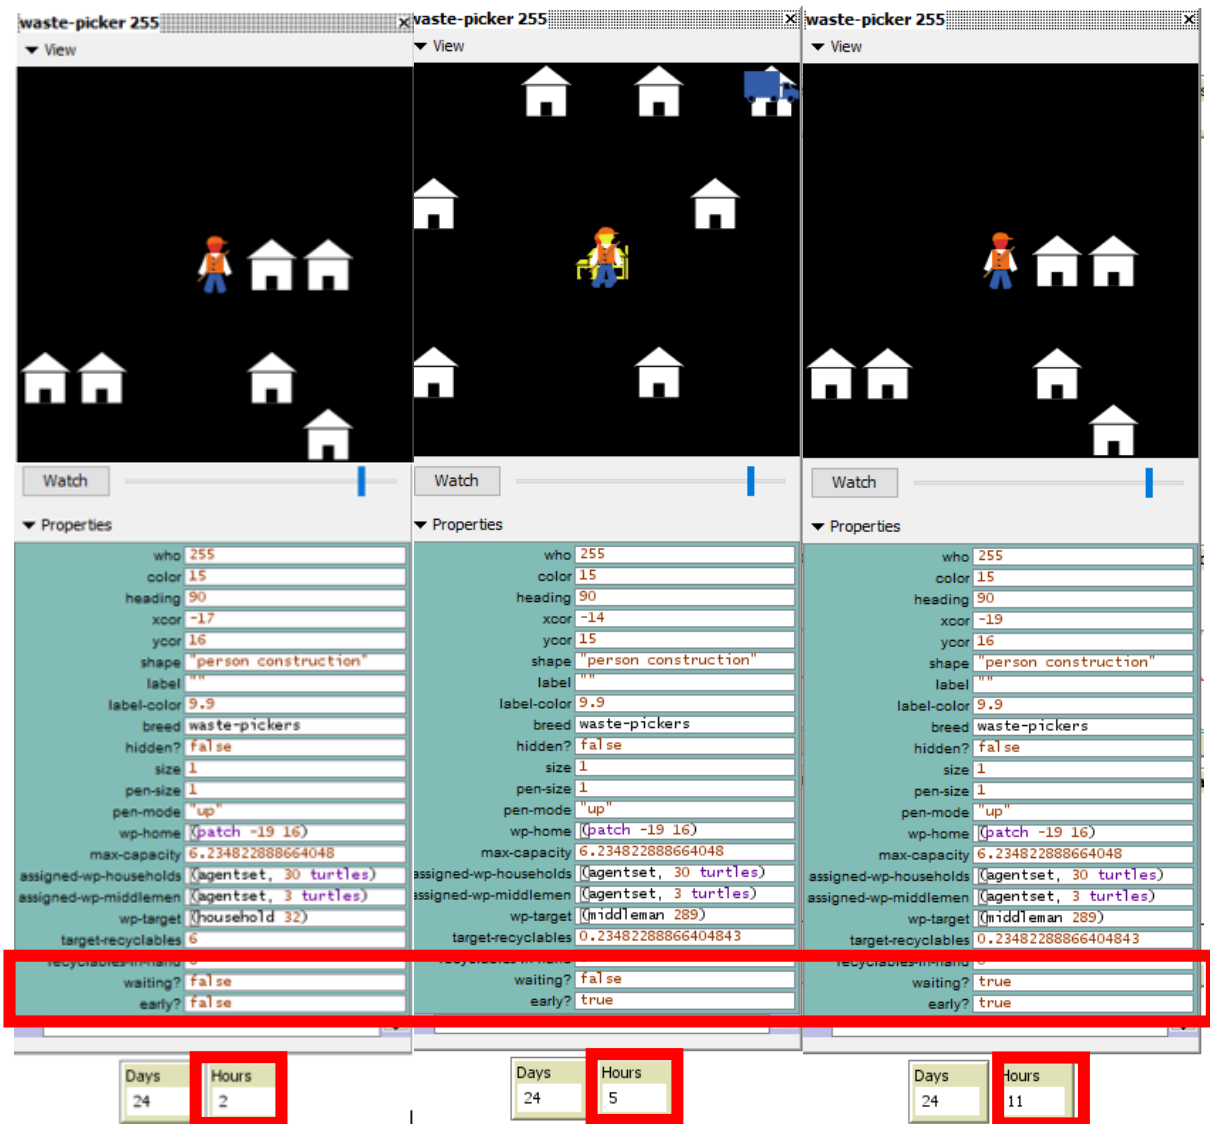 waste-picker 255
View
Watch
Properties
who 255
color 15
heading 90
xcor -17
ycor 16
shape "person construction"
label ""
label-color 9.9
breed waste-pickers
hidden? false
size 1
pen-size 1
pen-mode "up"
wp-home (patch -19 16)
max-capacity 6.234822888664048
assigned-wp-households (agentset, 30 turtles)
assigned-wp-middlemen (agentset, 3 turtles)
wp-target (household 32)
target-recyclables 6
recyclables-in-hand
waiting? false
early? false
Days
24
Hours
2
waste-picker 255
View
Watch
Properties
who 255
color 15
heading 90
xcor -14
ycor 15
shape "person construction"
label ""
label-color 9.9
breed waste-pickers
hidden? false
size 1
pen-size 1
pen-mode "up"
wp-home (patch -19 16)
max-capacity 6.234822888664048
assigned-wp-households (agentset, 30 turtles)
assigned-wp-middlemen (agentset, 3 turtles)
wp-target (middleman 289)
target-recyclables 0.23482288866404843
recyclables-in-hand
waiting? false
early? true
Days
24
Hours
5
waste-picker 255
View
Watch
Properties
who 255
color 15
heading 90
xcor -19
ycor 16
shape "person construction"
label ""
label-color 9.9
breed waste-pickers
hidden? false
size 1
pen-size 1
pen-mode "up"
wp-home (patch -19 16)
max-capacity 6.234822888664048
assigned-wp-households (agentset, 30 turtles)
assigned-wp-middlemen (agentset, 3 turtles)
wp-target (middleman 289)
target-recyclables 0.23482288866404843
recyclables-in-hand
waiting? true
early? true
Days
24
Hours
11